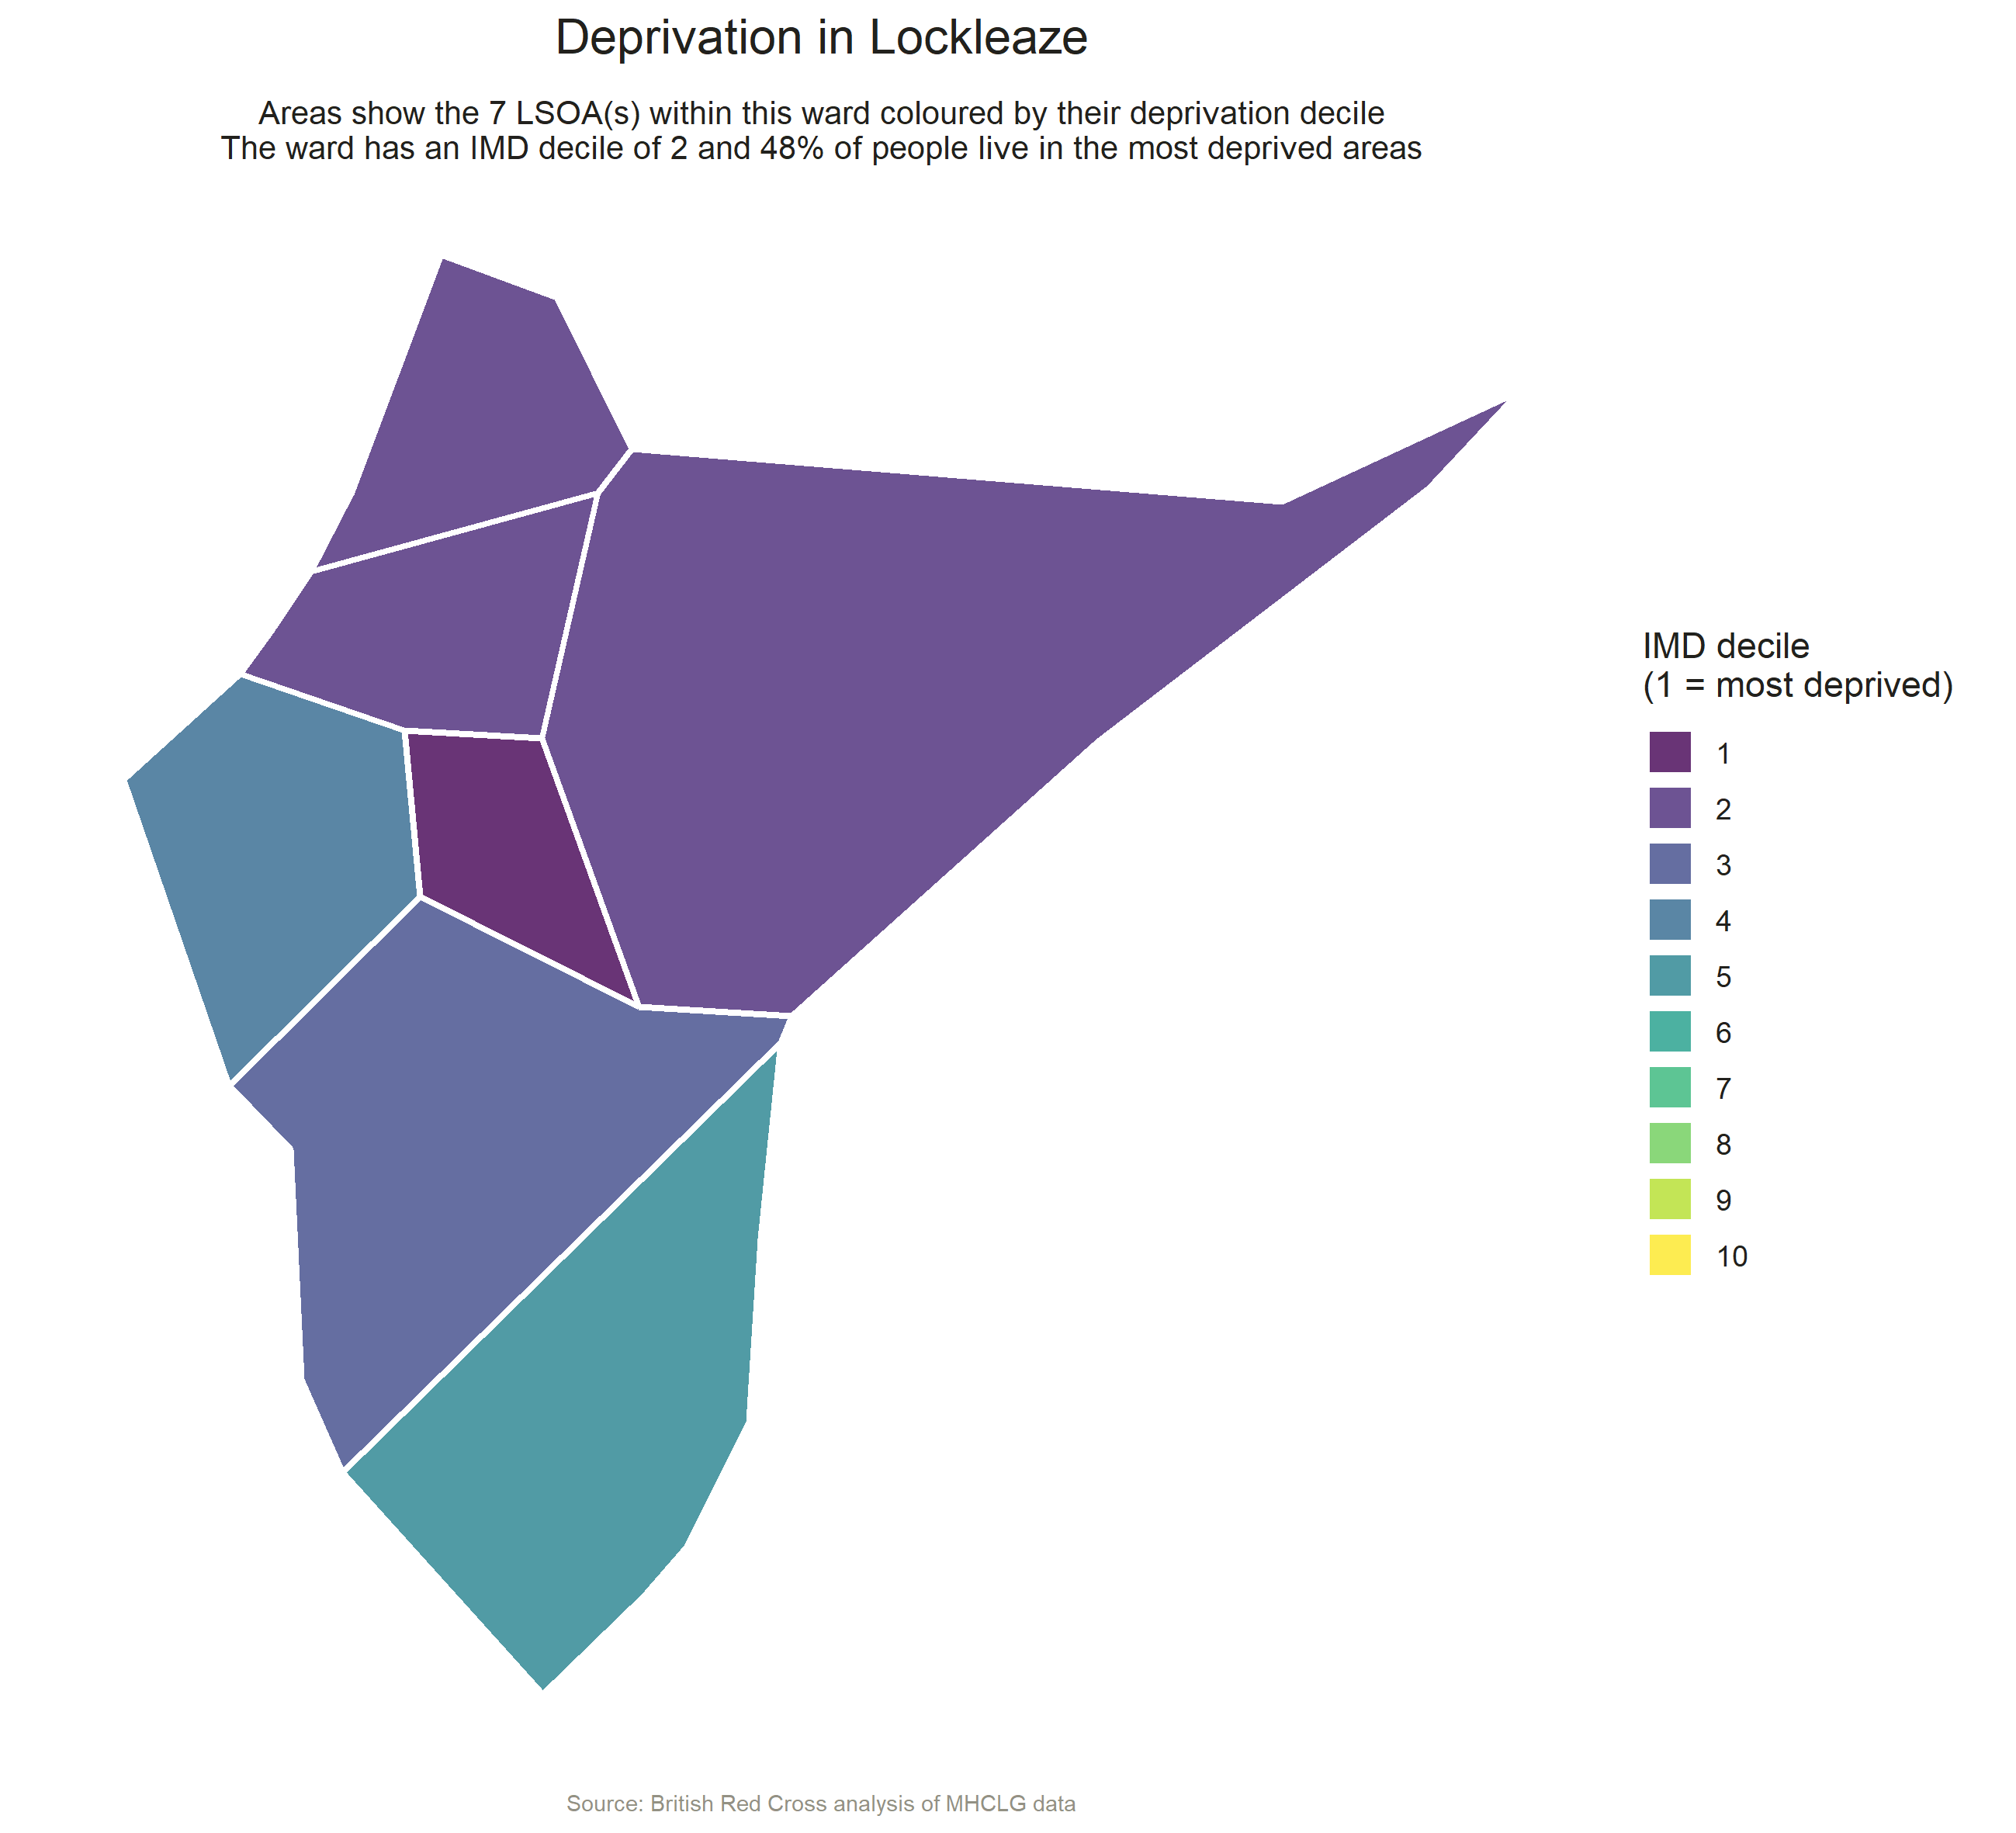 Deprivation in Lockleaze
Areas show the 7 LSOA(s) within this ward coloured by their deprivation decile
The ward has an IMD decile of 2 and 48% of people live in the most deprived areas
IMD decile
(1 = most deprived)
1
2
3
4
5
6
7
8
9
10
Source: British Red Cross analysis of MHCLG data